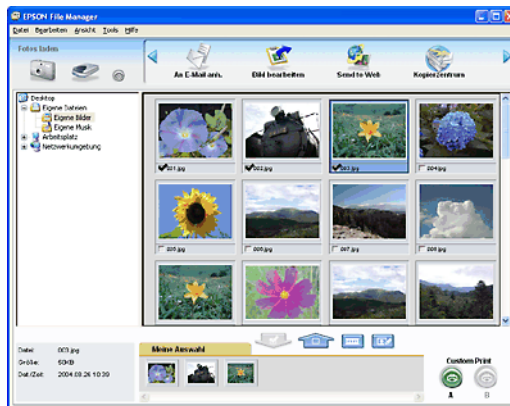 EPSON File Manager
Datei Bearbeiten Ansicht Tools Hilfe
Fotos laden
An E-Mail anh. Bild bearbeiten Send to Web Kopierzentrum
Desktop
Eigene Dateien
Eigene Bilder
Eigene Musik
Arbeitsplatz
Netzwerkumgebung
001.jpg 002.jpg 003.jpg 004.jpg
005.jpg 006.jpg 007.jpg 008.jpg
Meine Auswahl
Datei: 003.jpg
Größe: 50KB
Dat./Zeit: 2004.08.26 10:39
Custom Print
A B